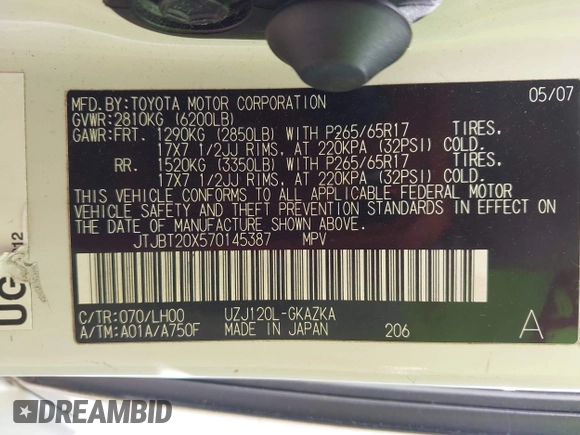 MFD.BY:TOYOTA MOTOR CORPORATION 05/07
GVWR:2810KG (6200LB)
GAWR:FRT. 1290KG (2850LB) WITH P265/65R17 TIRES,
17X7 1/2JJ RIMS, AT 220KPA (32PSI) COLD.
RR. 1520KG (3350LB) WITH P265/65R17 TIRES,
17X7 1/2JJ RIMS, AT 220KPA (32PSI) COLD.
THIS VEHICLE CONFORMS TO ALL APPLICABLE FEDERAL MOTOR
VEHICLE SAFETY AND THEFT PREVENTION STANDARDS IN EFFECT ON
THE DATE OF MANUFACTURE SHOWN ABOVE.
JTJBT20X570145387 MPV
C/TR:070/LH00 UZJ120L-GKAZKA
A/TM:A01A/A750F MADE IN JAPAN 206 A
UG
DREAMBID